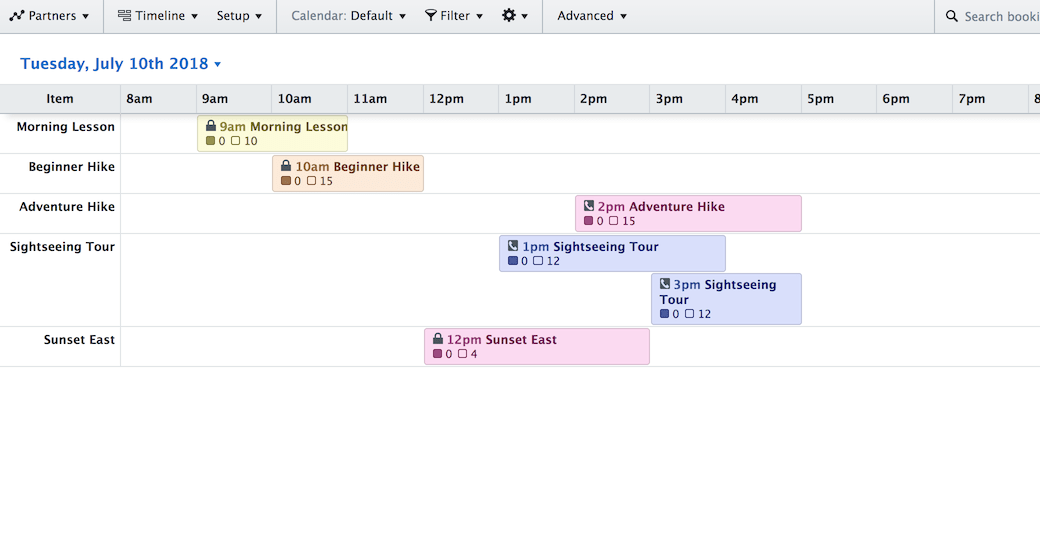 Partners Timeline Setup Calendar: Default Filter Advanced Search booki
Tuesday, July 10th 2018
Item 8am 9am 10am 11am 12pm 1pm 2pm 3pm 4pm 5pm 6pm 7pm 8
Morning Lesson 9am Morning Lesson
0 10
Beginner Hike 10am Beginner Hike
0 15
Adventure Hike 2pm Adventure Hike
0 15
Sightseeing Tour 1pm Sightseeing Tour
0 12
3pm Sightseeing
Tour
0 12
Sunset East 12pm Sunset East
0 4